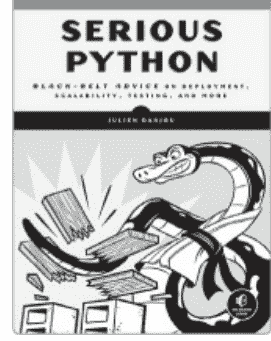 SERIOUS
PYTHON
BLACK-BELT ADVICE ON DEPLOYMENT,
SCALABILITY, TESTING, AND MORE
JULIEN DANJOU